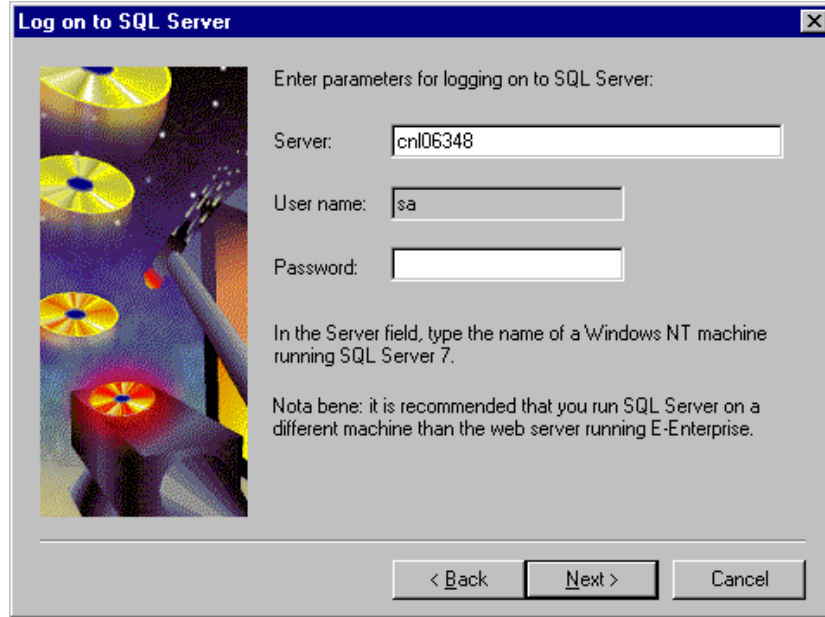 Log on to SQL Server
Enter parameters for logging on to SQL Server:
Server: cnl06348
User name: sa
Password:
In the Server field, type the name of a Windows NT machine
running SQL Server 7.
Nota bene: it is recommended that you run SQL Server on a
different machine than the web server running E-Enterprise.
< Back Next > Cancel